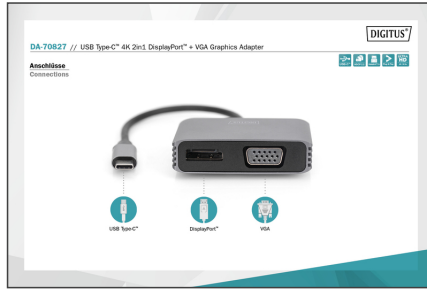 DIGITUS®
DA-70827 // USB Type-C™ 4K 2in1 DisplayPort™ + VGA Graphics Adapter
Anschlüsse
Connections
USB Type-C™
DisplayPort™
VGA